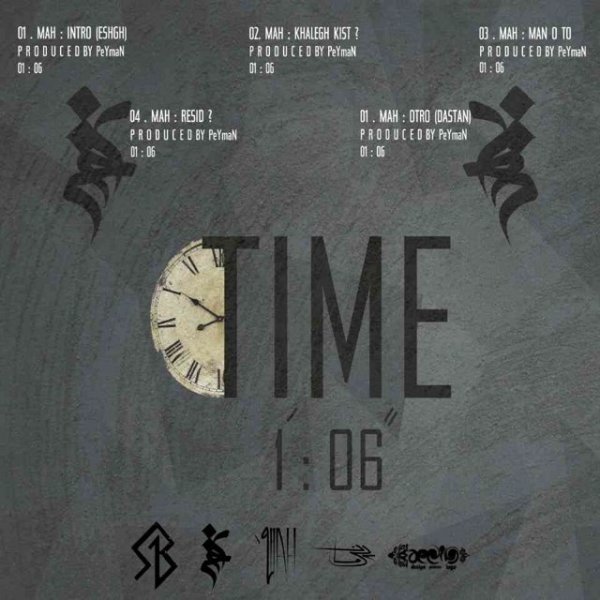 01 . MAH : INTRO (ESHGH)
PRODUCED BY PeYmaN
01 : 06
02. MAH : KHALEGH KIST ?
PRODUCED BY PeYmaN
01 : 06
03 . MAH : MAN O TO
PRODUCED BY PeYmaN
01 : 06
04 . MAH : RESID ?
PRODUCED BY PeYmaN
01 : 06
01 . MAH : OTRO (DASTAN)
PRODUCED BY PeYmaN
01 : 06
TIME
1' : 06"